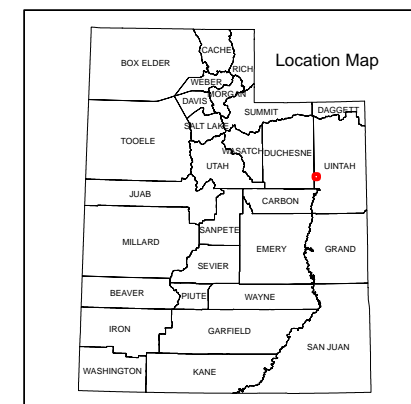 Location Map
CACHE
BOX ELDER
RICH
WEBER
MORGAN
DAVIS
DAGGETT
SUMMIT
SALT LAKE
TOOELE
WASATCH
DUCHESNE
UTAH
UINTAH
JUAB
CARBON
SANPETE
MILLARD
EMERY
GRAND
SEVIER
BEAVER
PIUTE
WAYNE
IRON
GARFIELD
SAN JUAN
WASHINGTON
KANE